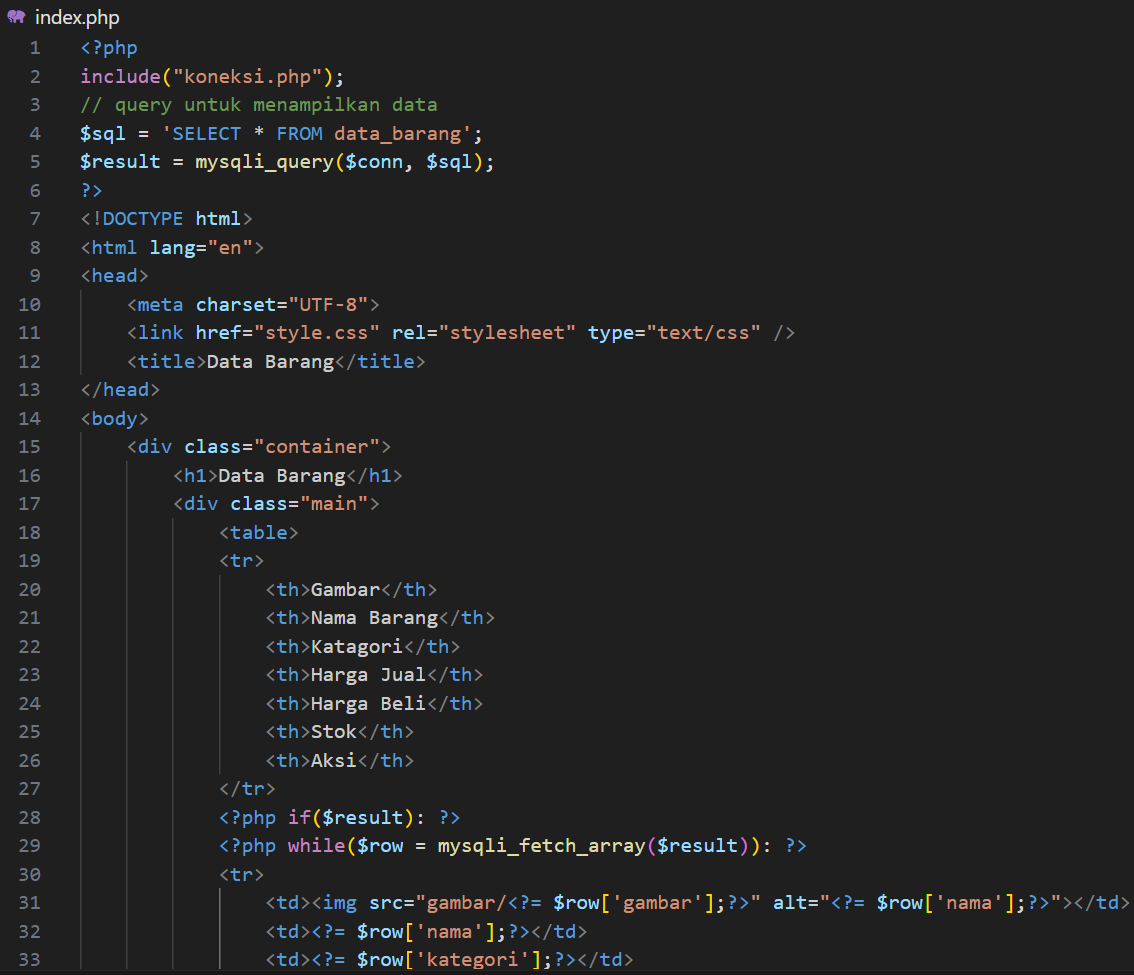 index.php
1 <?php
2 include("koneksi.php");
3 // query untuk menampilkan data
4 $sql = 'SELECT * FROM data_barang';
5 $result = mysqli_query($conn, $sql);
6 ?>
7 <!DOCTYPE html>
8 <html lang="en">
9 <head>
10     <meta charset="UTF-8">
11     <link href="style.css" rel="stylesheet" type="text/css" />
12     <title>Data Barang</title>
13 </head>
14 <body>
15     <div class="container">
16         <h1>Data Barang</h1>
17         <div class="main">
18             <table>
19             <tr>
20                 <th>Gambar</th>
21                 <th>Nama Barang</th>
22                 <th>Katagori</th>
23                 <th>Harga Jual</th>
24                 <th>Harga Beli</th>
25                 <th>Stok</th>
26                 <th>Aksi</th>
27             </tr>
28             <?php if($result): ?>
29             <?php while($row = mysqli_fetch_array($result)): ?>
30             <tr>
31                 <td><img src="gambar/<?= $row['gambar'];?>" alt="<?= $row['nama'];?>"></td>
32                 <td><?= $row['nama'];?></td>
33                 <td><?= $row['kategori'];?></td>